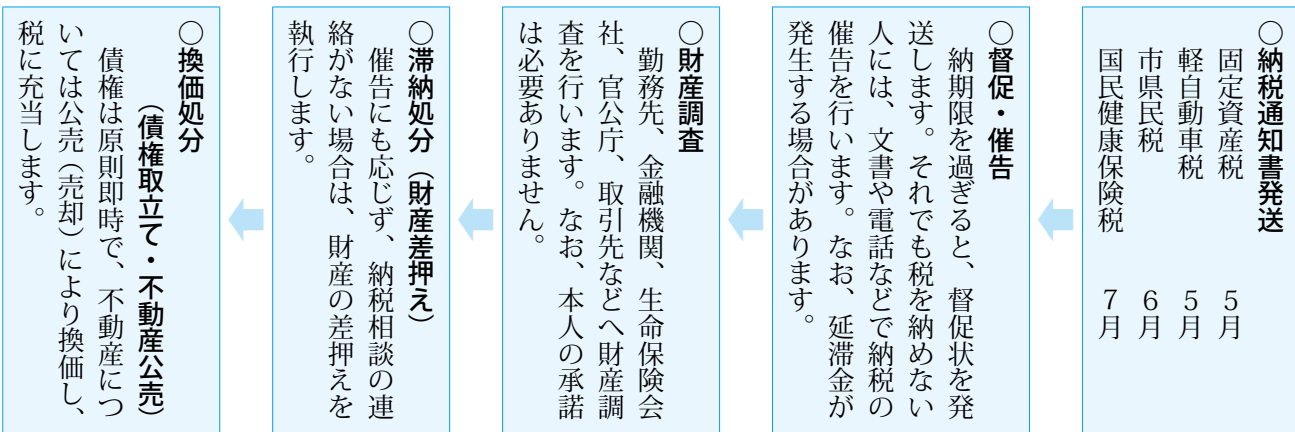 ○納税通知書発送
固定資産税　５月
軽自動車税　５月
市県民税　６月
国民健康保険税　７月
○督促・催告
納期限を過ぎると、督促状を発
送します。それでも税を納めない
人には、文書や電話などで納税の
催告を行います。なお、延滞金が
発生する場合があります。
○財産調査
勤務先、金融機関、生命保険会
社、官公庁、取引先などへ財産調
査を行います。なお、本人の承諾
は必要ありません。
○滞納処分（財産差押え）
催告にも応じず、納税相談の連
絡がない場合は、財産の差押えを
執行します。
○換価処分
（債権取立て・不動産公売）
債権は原則即時で、不動産につ
いては公売（売却）により換価し、
税に充当します。